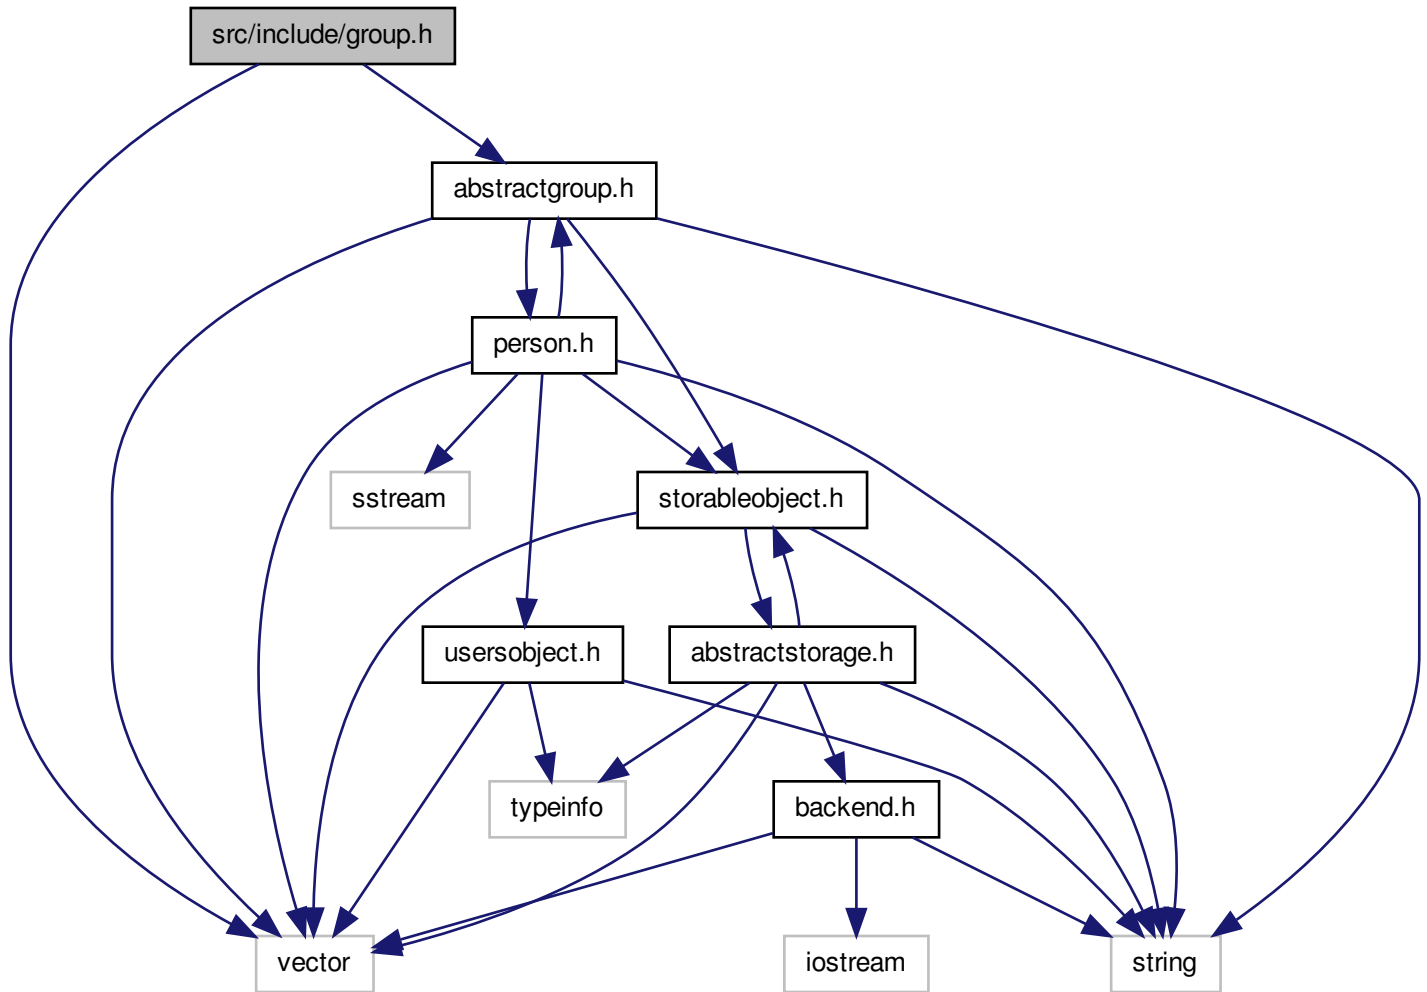 src/include/group.h
abstractgroup.h
person.h
sstream
storableobject.h
usersobject.h
abstractstorage.h
typeinfo
backend.h
vector
iostream
string